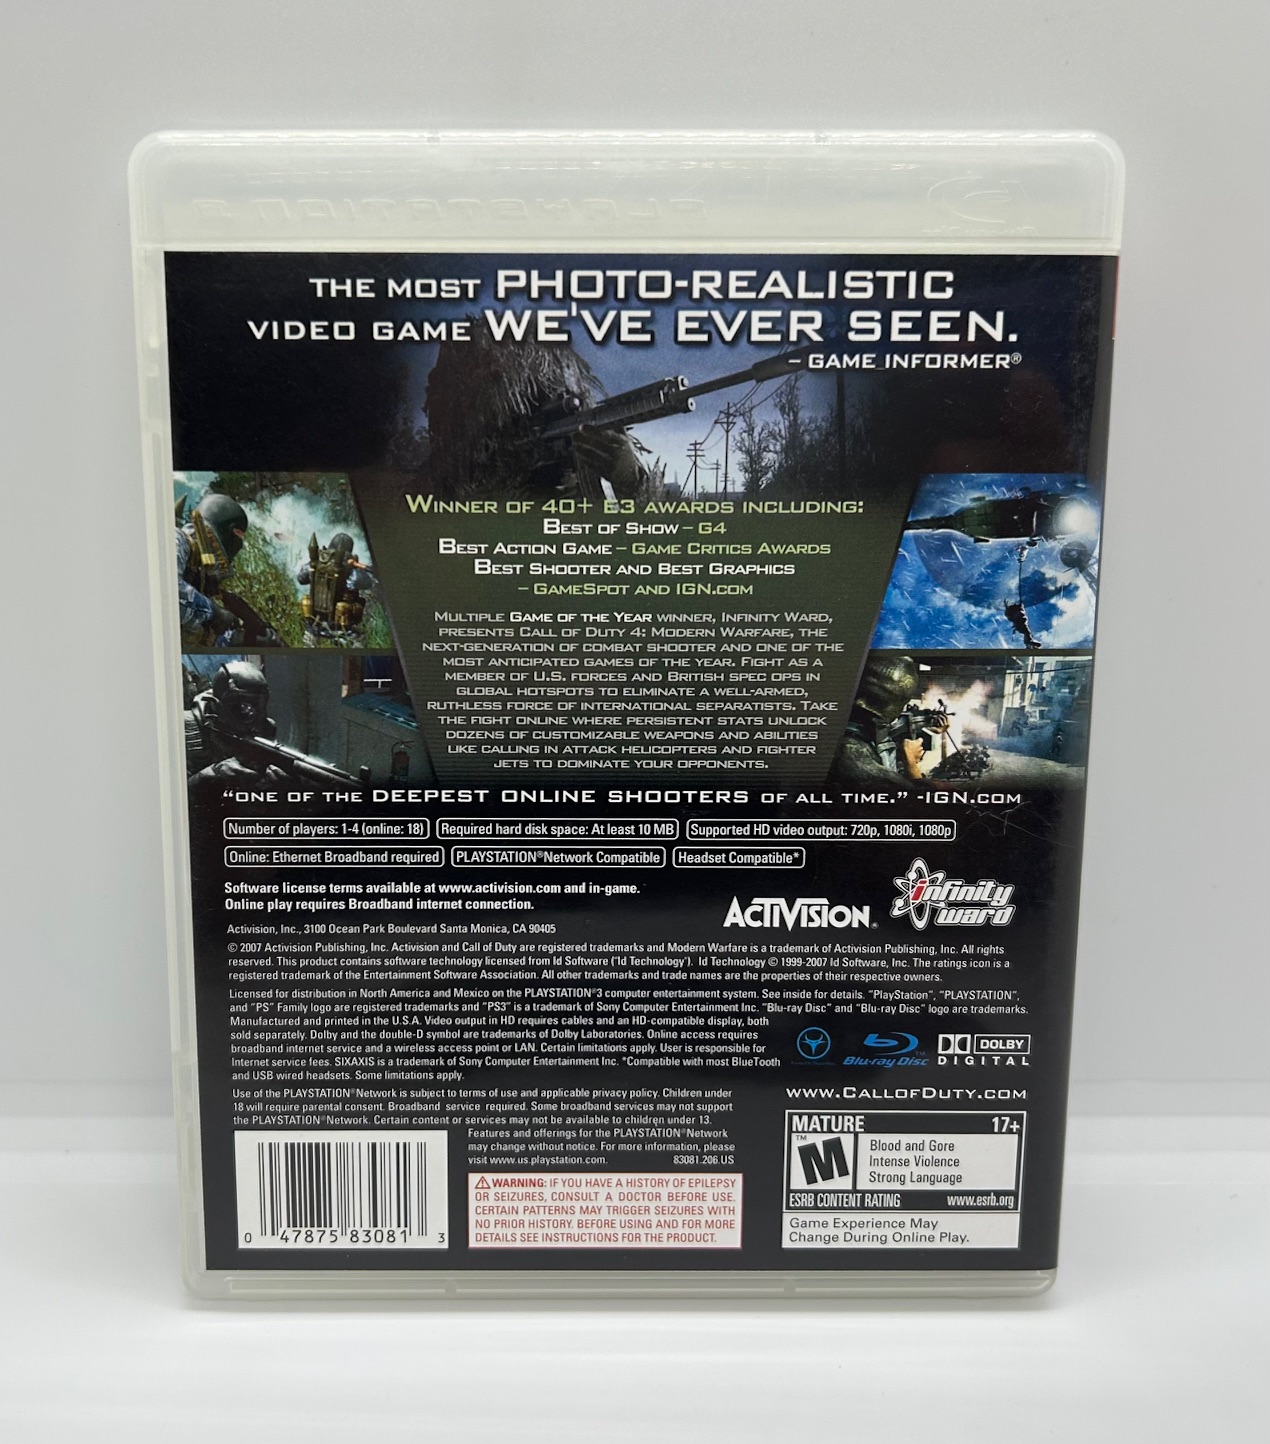 THE MOST PHOTO-REALISTIC
VIDEO GAME WE'VE EVER SEEN.
– GAME INFORMER®
WINNER OF 40+ E3 AWARDS INCLUDING:
BEST OF SHOW – G4
BEST ACTION GAME – GAME CRITICS AWARDS
BEST SHOOTER AND BEST GRAPHICS
– GAMESPOT AND IGN.COM
MULTIPLE GAME OF THE YEAR WINNER, INFINITY WARD,
PRESENTS CALL OF DUTY 4: MODERN WARFARE, THE
NEXT-GENERATION OF COMBAT SHOOTER AND ONE OF THE
MOST ANTICIPATED GAMES OF THE YEAR. FIGHT AS A
MEMBER OF U.S. FORCES AND BRITISH SPEC OPS IN
GLOBAL HOTSPOTS TO ELIMINATE A WELL-ARMED,
RUTHLESS FORCE OF INTERNATIONAL SEPARATISTS. TAKE
THE FIGHT ONLINE WHERE PERSISTENT STATS UNLOCK
DOZENS OF CUSTOMIZABLE WEAPONS AND ABILITIES
LIKE CALLING IN ATTACK HELICOPTERS AND FIGHTER
JETS TO DOMINATE YOUR OPPONENTS.
“ONE OF THE DEEPEST ONLINE SHOOTERS OF ALL TIME.” -IGN.COM
Number of players: 1-4 (online: 18) Required hard disk space: At least 10 MB Supported HD video output: 720p, 1080i, 1080p
Online: Ethernet Broadband required PLAYSTATION®Network Compatible Headset Compatible*
Software license terms available at www.activision.com and in-game.
Online play requires Broadband internet connection.
ACTIVISION.
infinity
ward
Activision, Inc., 3100 Ocean Park Boulevard Santa Monica, CA 90405
© 2007 Activision Publishing, Inc. Activision and Call of Duty are registered trademarks and Modern Warfare is a trademark of Activision Publishing, Inc. All rights
reserved. This product contains software technology licensed from Id Software ("Id Technology"). Id Technology © 1999-2007 Id Software, Inc. The ratings icon is a
registered trademark of the Entertainment Software Association. All other trademarks and trade names are the properties of their respective owners.
Licensed for distribution in North America and Mexico on the PLAYSTATION®3 computer entertainment system. See inside for details. "PlayStation", "PLAYSTATION",
and "PS" Family logo are registered trademarks and "PS3" is a trademark of Sony Computer Entertainment Inc. "Blu-ray Disc" and "Blu-ray Disc" logo are trademarks.
Manufactured and printed in the U.S.A. Video output in HD requires cables and an HD-compatible display, both
sold separately. Dolby and the double-D symbol are trademarks of Dolby Laboratories. Online access requires
broadband internet service and a wireless access point or LAN. Certain limitations apply. User is responsible for
Internet service fees. SIXAXIS is a trademark of Sony Computer Entertainment Inc. *Compatible with most BlueTooth
and USB wired headsets. Some limitations apply.
Blu-ray Disc
DOLBY
DIGITAL
Use of the PLAYSTATION®Network is subject to terms of use and applicable privacy policy. Children under
18 will require parental consent. Broadband service required. Some broadband services may not support
the PLAYSTATION®Network. Certain content or services may not be available to children under 13.
Features and offerings for the PLAYSTATION®Network
may change without notice. For more information, please
visit www.us.playstation.com. 83081.206.US
WWW.CALLOFDUTY.COM
MATURE 17+
M
Blood and Gore
Intense Violence
Strong Language
ESRB CONTENT RATING www.esrb.org
Game Experience May
Change During Online Play.
WARNING: IF YOU HAVE A HISTORY OF EPILEPSY
OR SEIZURES, CONSULT A DOCTOR BEFORE USE.
CERTAIN PATTERNS MAY TRIGGER SEIZURES WITH
NO PRIOR HISTORY. BEFORE USING AND FOR MORE
DETAILS SEE INSTRUCTIONS FOR THE PRODUCT.
0 47875 83081 3